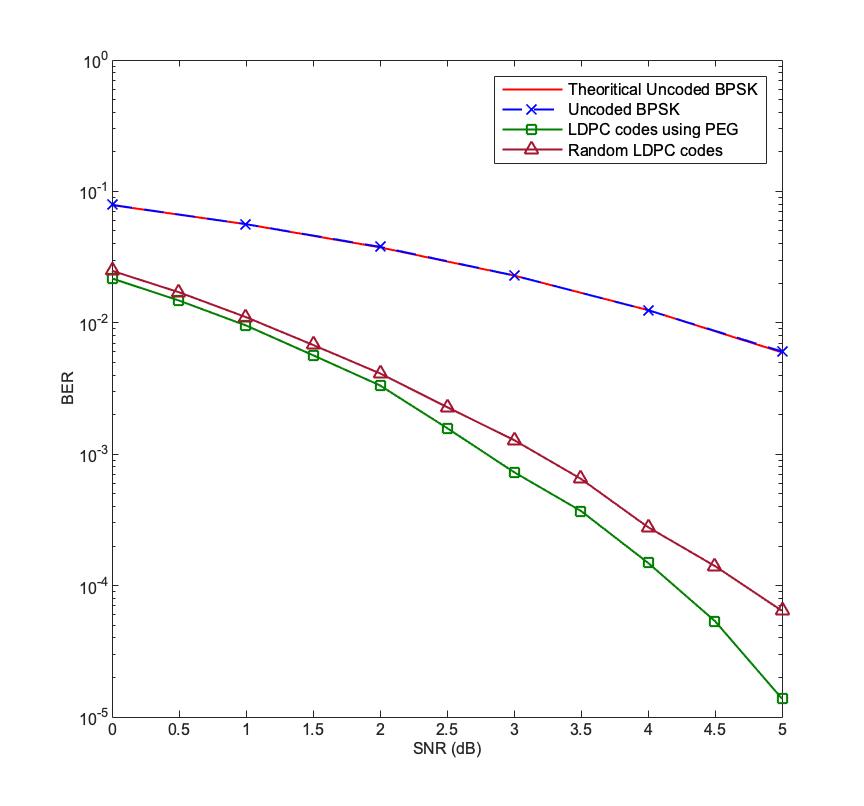 10^0
Theoritical Uncoded BPSK
Uncoded BPSK
LDPC codes using PEG
Random LDPC codes
10^-1
10^-2
BER
10^-3
10^-4
10^-5
0 0.5 1 1.5 2 2.5 3 3.5 4 4.5 5
SNR (dB)